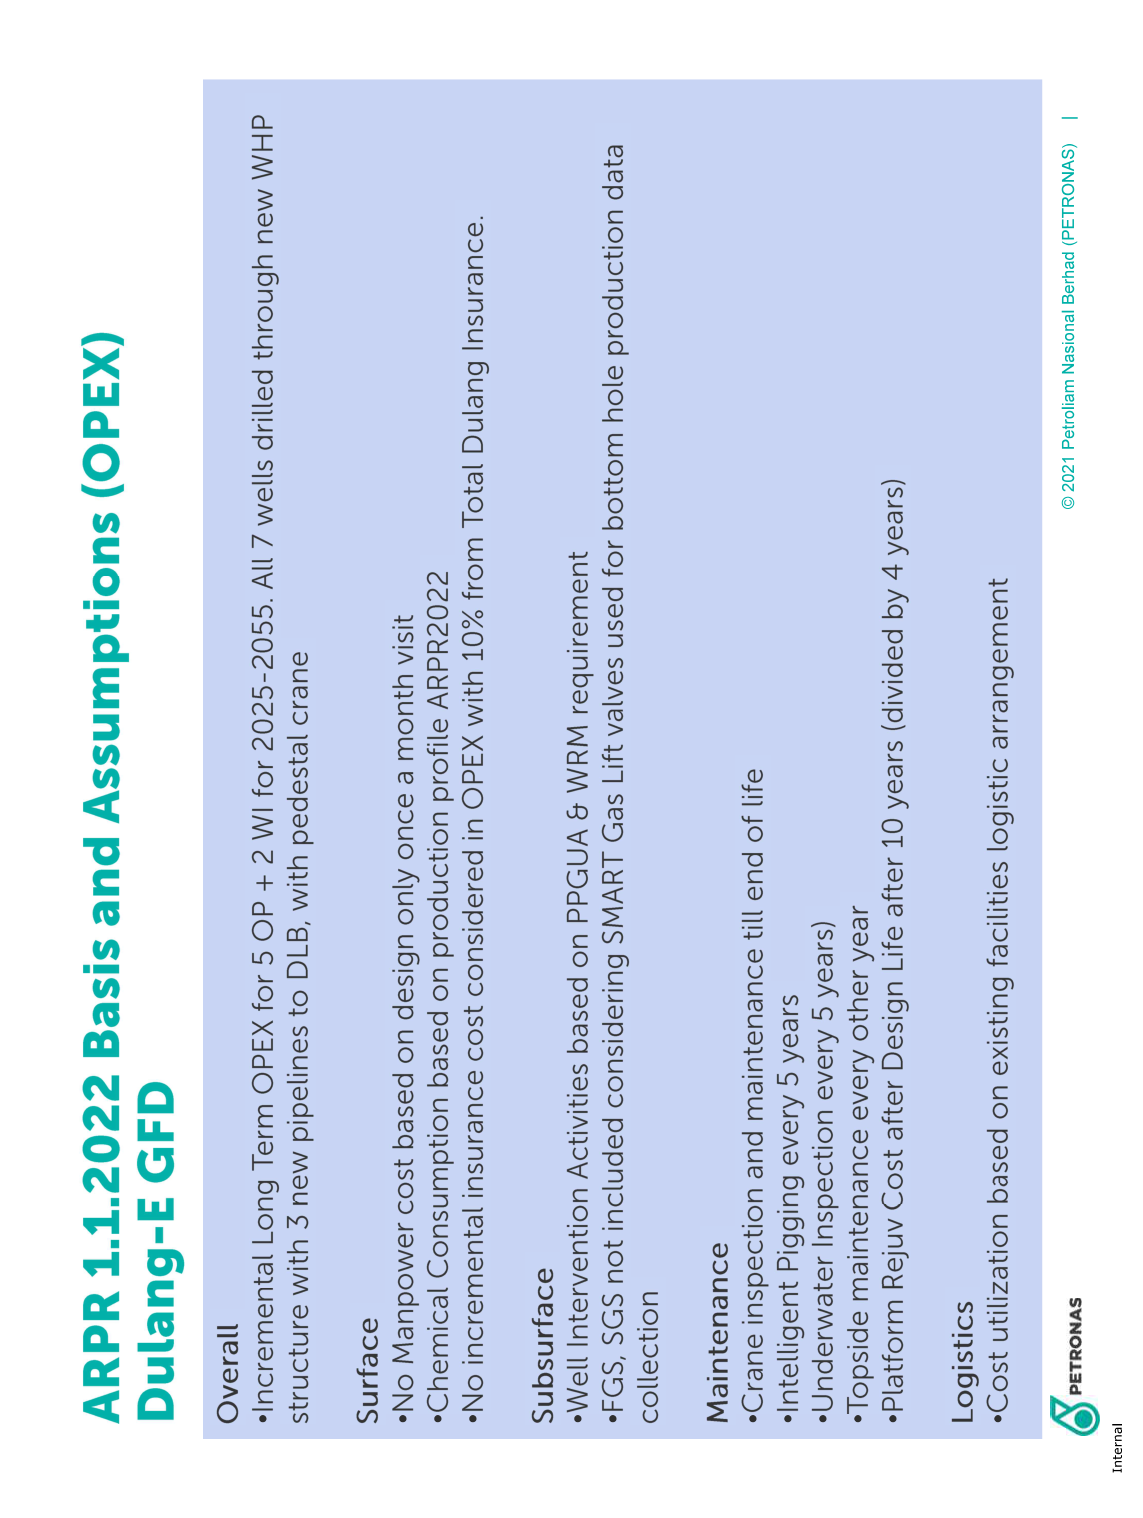 ARPR 1.1.2022 Basis and Assumptions (OPEX)
Dulang-E GFD
Overall
•Incremental Long Term OPEX for 5 OP + 2 WI for 2025-2055. All 7 wells drilled through new WHP
structure with 3 new pipelines to DLB, with pedestal crane
Surface
•No Manpower cost based on design only once a month visit
•Chemical Consumption based on production profile ARPR2022
•No incremental insurance cost considered in OPEX with 10% from Total Dulang Insurance.
Subsurface
•Well Intervention Activities based on PPGUA & WRM requirement
•FGS, SGS not included considering SMART Gas Lift valves used for bottom hole production data
collection
Maintenance
•Crane inspection and maintenance till end of life
•Intelligent Pigging every 5 years
•Underwater Inspection every 5 years)
•Topside maintenance every other year
•Platform Rejuv Cost after Design Life after 10 years (divided by 4 years)
Logistics
•Cost utilization based on existing facilities logistic arrangement
PETRONAS
© 2021 Petroliam Nasional Berhad (PETRONAS) |
Internal